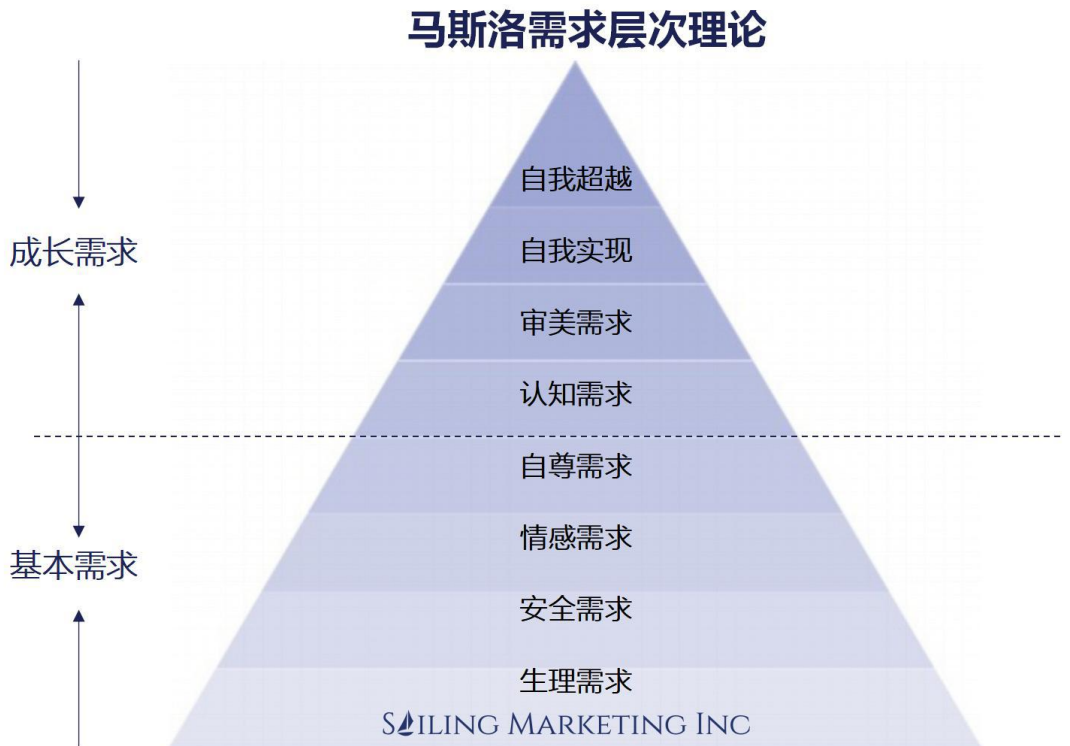 马斯洛需求层次理论
自我超越
自我实现
成长需求
审美需求
认知需求
自尊需求
情感需求
基本需求
安全需求
生理需求
SAILING MARKETING INC